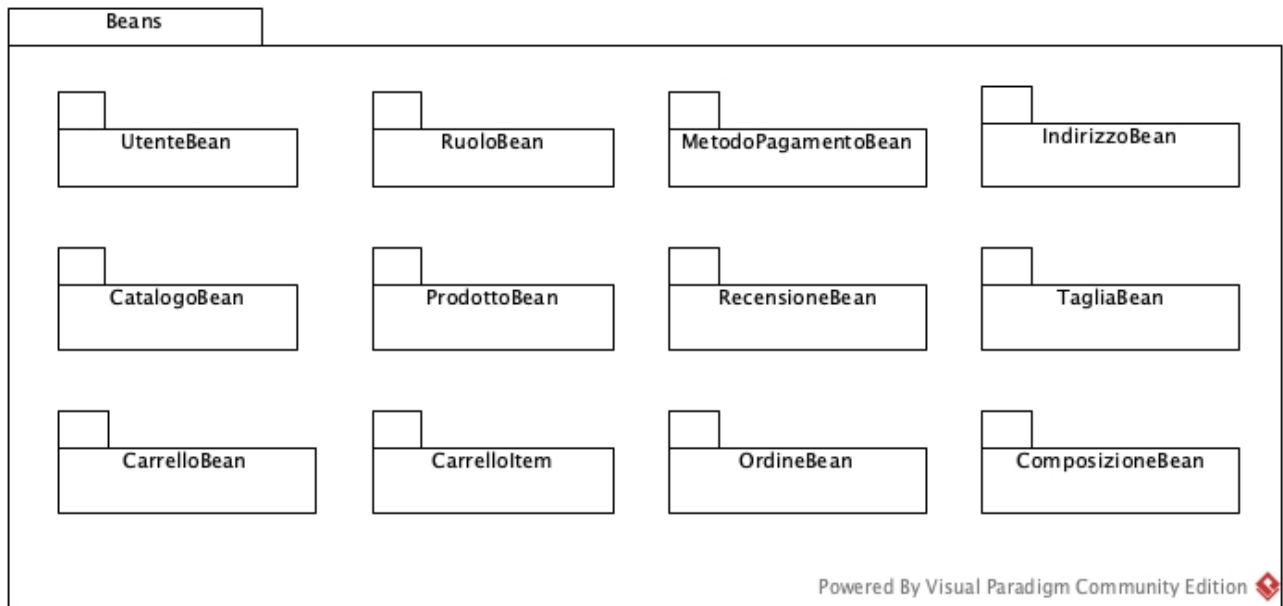 Beans
UtenteBean
RuoloBean
MetodoPagamentoBean
IndirizzoBean
CatalogoBean
ProdottoBean
RecensioneBean
TagliaBean
CarrelloBean
CarrelloItem
OrdineBean
ComposizioneBean
Powered By Visual Paradigm Community Edition